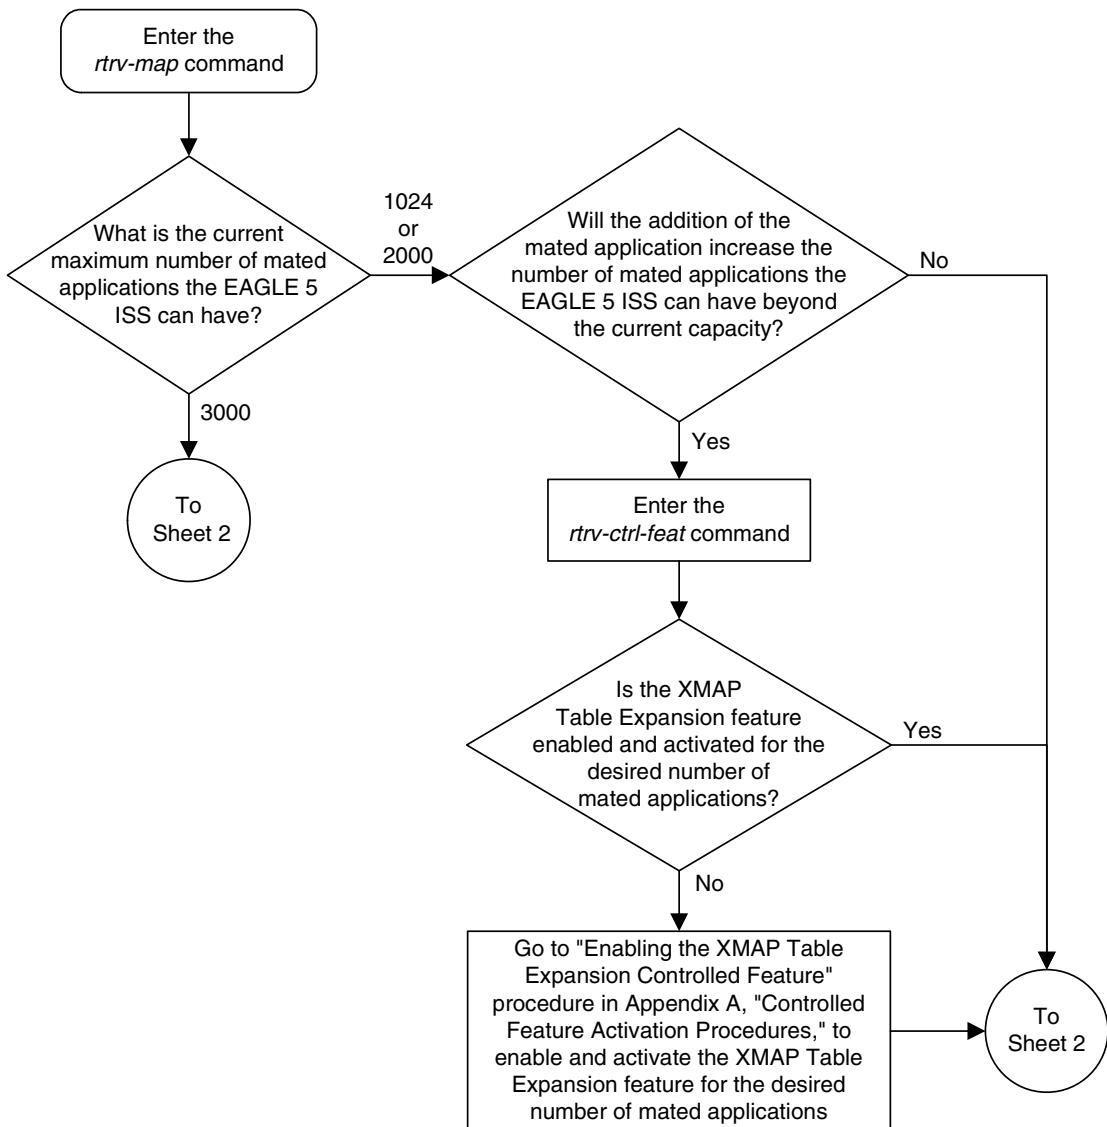 Enter the
rtrv-map command
What is the current
maximum number of mated
applications the EAGLE 5
ISS can have?
1024
or
2000
3000
To
Sheet 2
Will the addition of the
mated application increase the
number of mated applications the
EAGLE 5 ISS can have beyond
the current capacity?
No
Yes
Enter the
rtrv-ctrl-feat command
Is the XMAP
Table Expansion feature
enabled and activated for the
desired number of
mated applications?
Yes
No
Go to "Enabling the XMAP Table
Expansion Controlled Feature"
procedure in Appendix A, "Controlled
Feature Activation Procedures," to
enable and activate the XMAP Table
Expansion feature for the desired
number of mated applications
To
Sheet 2